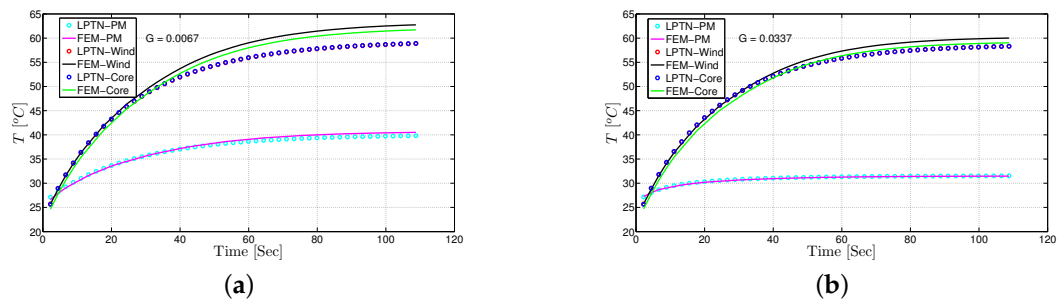 LPTN-PM
FEM-PM
LPTN-Wind
FEM-Wind
LPTN-Core
FEM-Core
G = 0.0067
T [°C]
65
60
55
50
45
40
35
30
25
20
0 20 40 60 80 100 120
Time [Sec]
(a)
LPTN-PM
FEM-PM
LPTN-Wind
FEM-Wind
LPTN-Core
FEM-Core
G = 0.0337
T [°C]
65
60
55
50
45
40
35
30
25
20
0 20 40 60 80 100 120
Time [Sec]
(b)